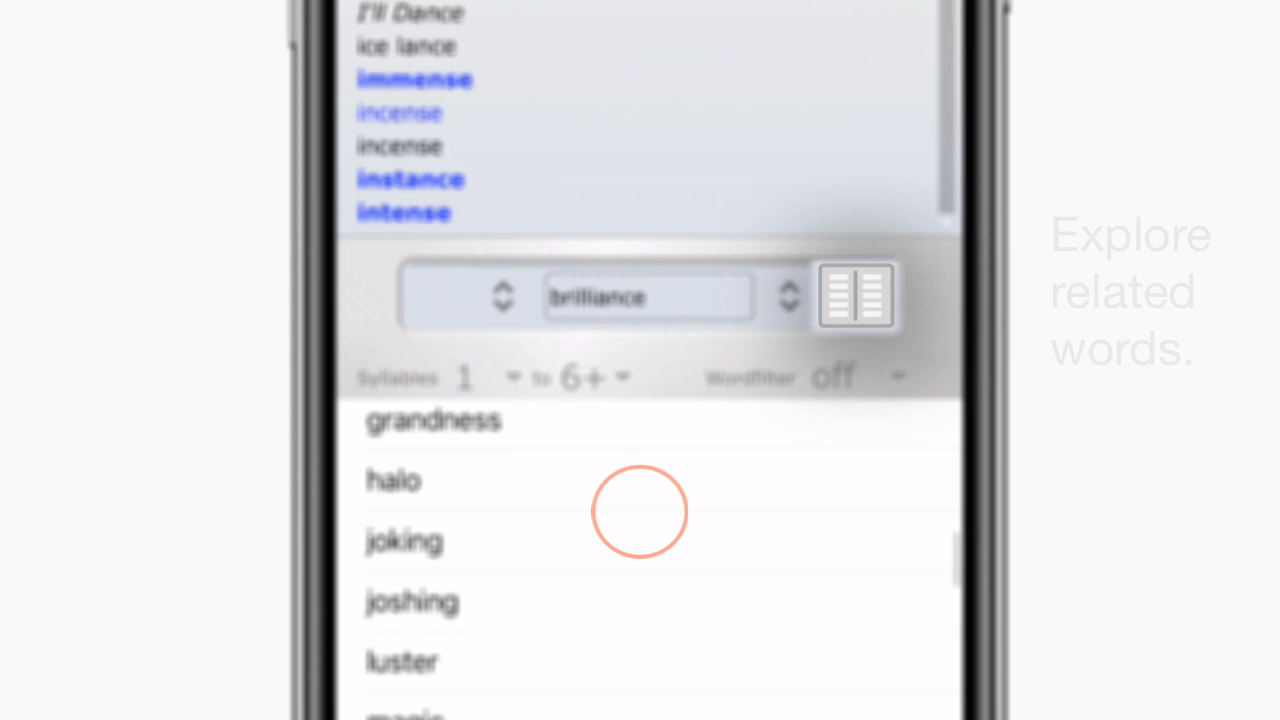 I'll Dance
ice lance
immense
incense
incense
instance
intense
brilliance
Syllables 1 to 6+ Wordfilter off
grandness
halo
joking
joshing
luster
magic
Explore
related
words.